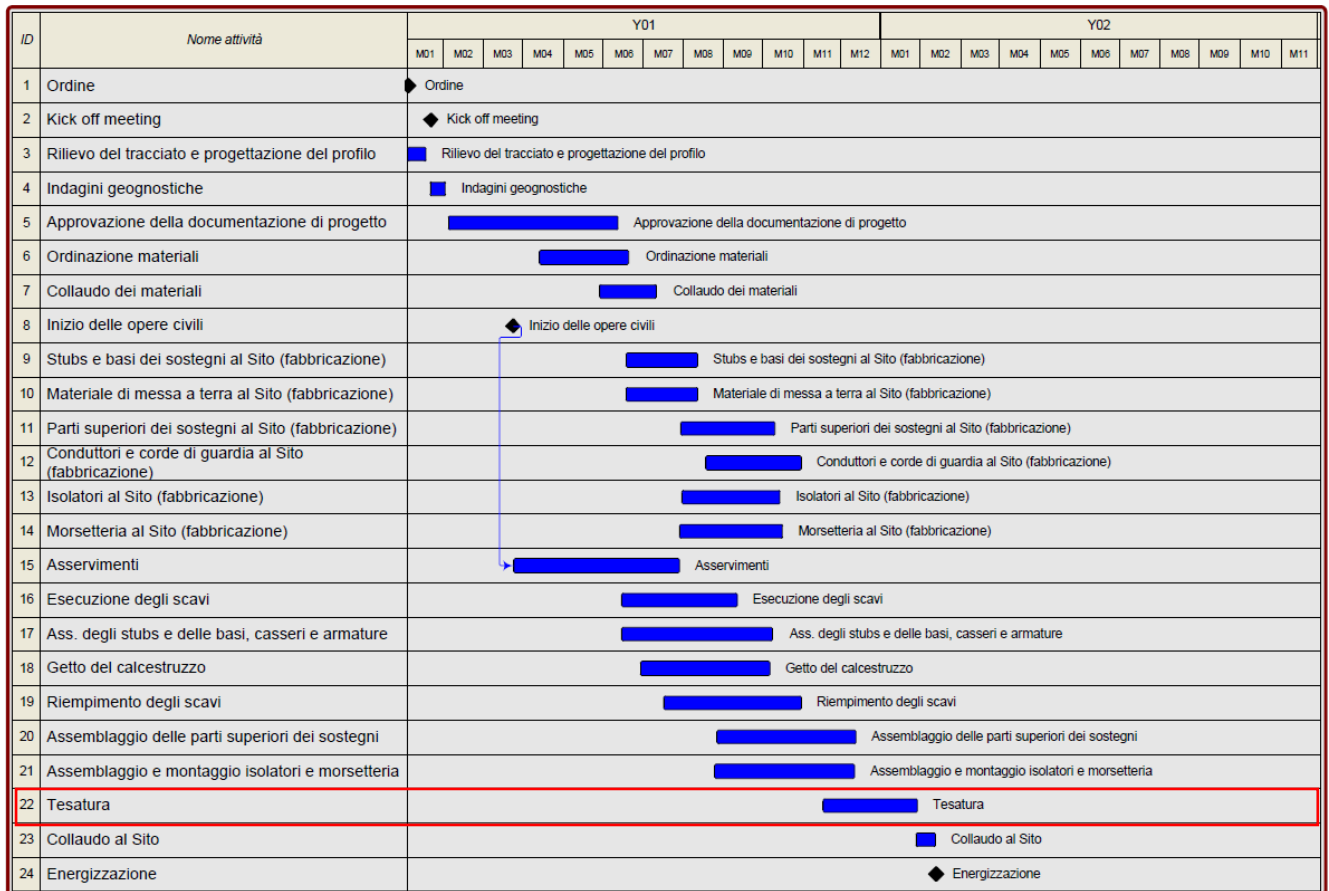 ID Nome attività Y01 Y02
M01 M02 M03 M04 M05 M06 M07 M08 M09 M10 M11 M12 M01 M02 M03 M04 M05 M06 M07 M08 M09 M10 M11
1 Ordine Ordine
2 Kick off meeting Kick off meeting
3 Rilievo del tracciato e progettazione del profilo Rilievo del tracciato e progettazione del profilo
4 Indagini geognostiche Indagini geognostiche
5 Approvazione della documentazione di progetto Approvazione della documentazione di progetto
6 Ordinazione materiali Ordinazione materiali
7 Collaudo dei materiali Collaudo dei materiali
8 Inizio delle opere civili Inizio delle opere civili
9 Stubs e basi dei sostegni al Sito (fabbricazione) Stubs e basi dei sostegni al Sito (fabbricazione)
10 Materiale di messa a terra al Sito (fabbricazione) Materiale di messa a terra al Sito (fabbricazione)
11 Parti superiori dei sostegni al Sito (fabbricazione) Parti superiori dei sostegni al Sito (fabbricazione)
12 Conduttori e corde di guardia al Sito
(fabbricazione) Conduttori e corde di guardia al Sito (fabbricazione)
13 Isolatori al Sito (fabbricazione) Isolatori al Sito (fabbricazione)
14 Morsetteria al Sito (fabbricazione) Morsetteria al Sito (fabbricazione)
15 Asservimenti Asservimenti
16 Esecuzione degli scavi Esecuzione degli scavi
17 Ass. degli stubs e delle basi, casseri e armature Ass. degli stubs e delle basi, casseri e armature
18 Getto del calcestruzzo Getto del calcestruzzo
19 Riempimento degli scavi Riempimento degli scavi
20 Assemblaggio delle parti superiori dei sostegni Assemblaggio delle parti superiori dei sostegni
21 Assemblaggio e montaggio isolatori e morsetteria Assemblaggio e montaggio isolatori e morsetteria
22 Tesatura Tesatura
23 Collaudo al Sito Collaudo al Sito
24 Energizzazione Energizzazione